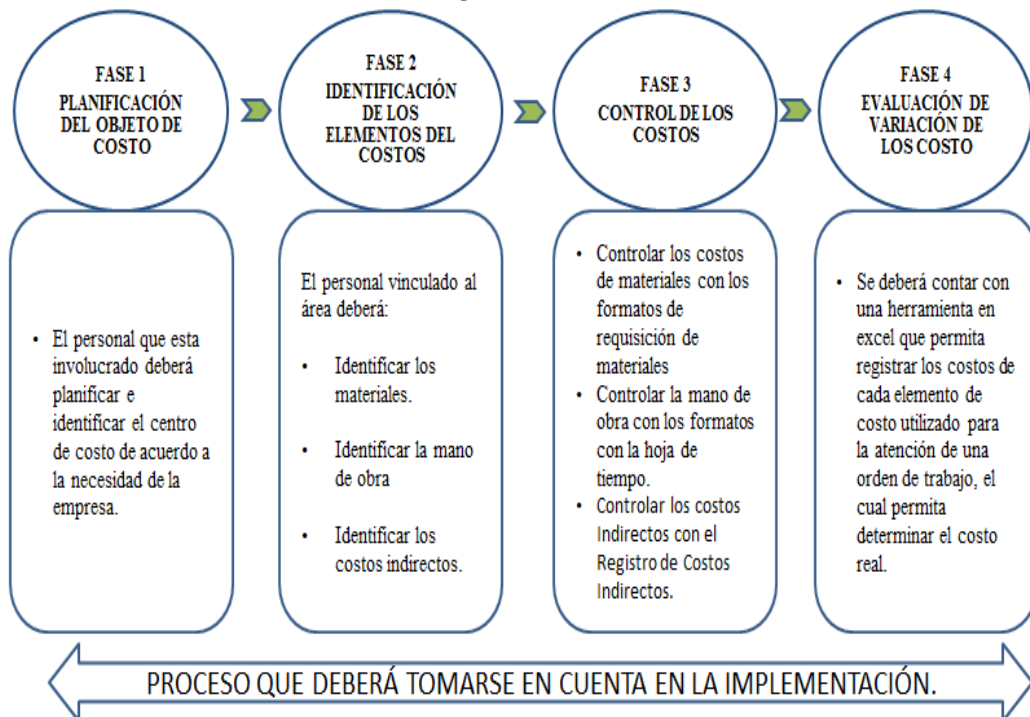 FASE 1
PLANIFICACIÓN
DEL OBJETO DE
COSTO
FASE 2
IDENTIFICACIÓN
DE LOS
ELEMENTOS DEL
COSTOS
FASE 3
CONTROL DE LOS
COSTOS
FASE 4
EVALUACIÓN DE
VARIACIÓN DE
LOS COSTO
• El personal que esta
involucrado deberá
planificar e
identificar el centro
de costo de acuerdo a
la necesidad de la
empresa.
El personal vinculado al
área deberá:
• Identificar los
materiales.
• Identificar la mano
de obra
• Identificar los
costos indirectos.
• Controlar los costos
de materiales con los
formatos de
requisición de
materiales
• Controlar la mano de
obra con los formatos
con la hoja de
tiempo.
• Controlar los costos
Indirectos con el
Registro de Costos
Indirectos.
• Se deberá contar con
una herramienta en
excel que permita
registrar los costos de
cada elemento de
costo utilizado para
la atención de una
orden de trabajo, el
cual permita
determinar el costo
real.
PROCESO QUE DEBERÁ TOMARSE EN CUENTA EN LA IMPLEMENTACIÓN.